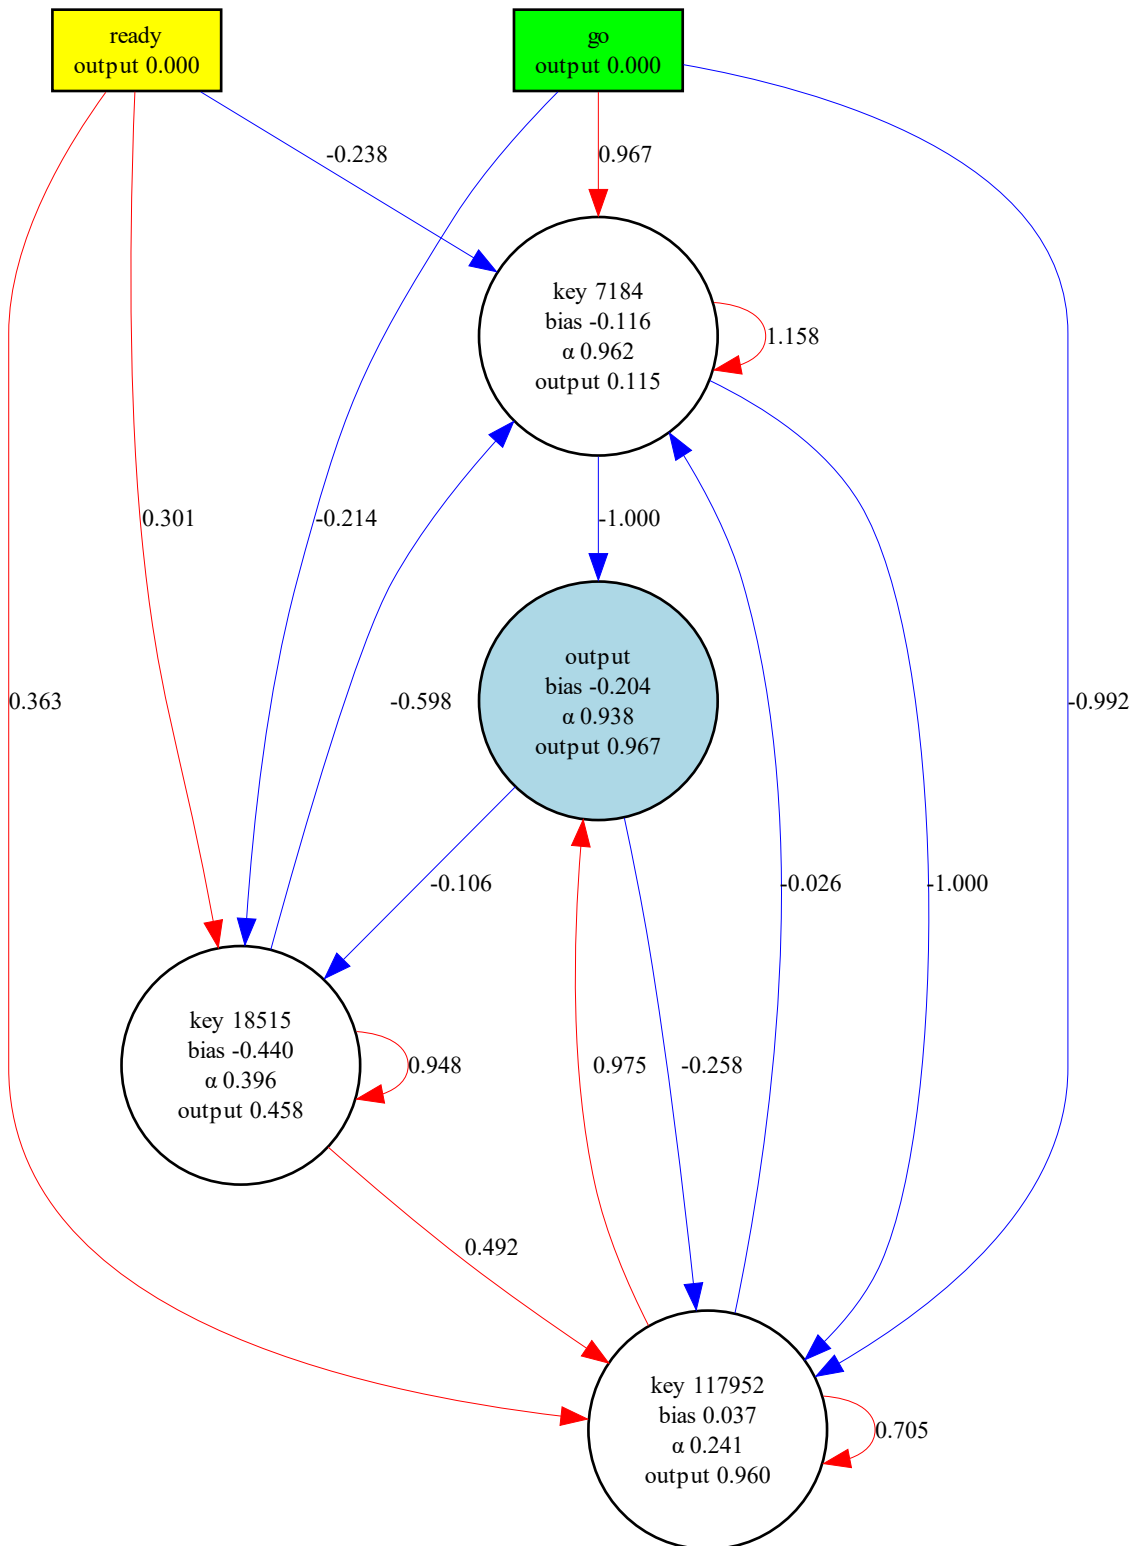 ready
output 0.000
go
output 0.000
-0.238
0.967
key 7184
bias -0.116
α 0.962
output 0.115
1.158
0.301
-0.214
-1.000
output
bias -0.204
α 0.938
output 0.967
0.363
-0.598
-0.992
-0.106
-0.026
-1.000
key 18515
bias -0.440
α 0.396
output 0.458
0.948
0.975
-0.258
0.492
key 117952
bias 0.037
α 0.241
output 0.960
0.705